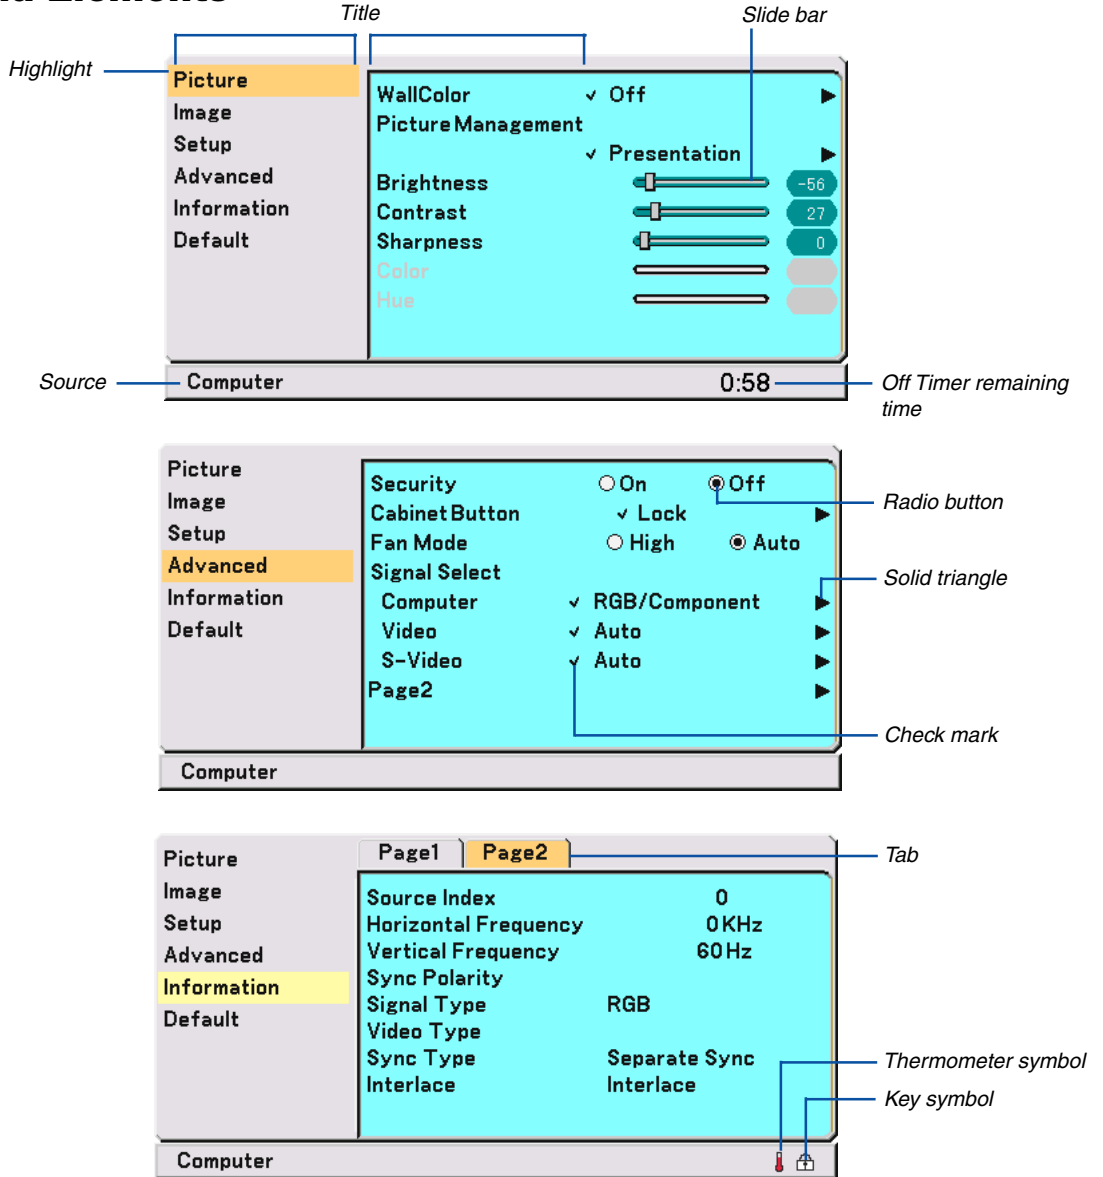 Elements
Title
Slide bar
Highlight
Picture
Image
Setup
Advanced
Information
Default
WallColor ✓ Off ▶
Picture Management
✓ Presentation ▶
Brightness -56
Contrast 27
Sharpness 0
Color
Hue
Source
Computer 0:58
Off Timer remaining
time
Picture
Image
Setup
Advanced
Information
Default
Security On Off
Cabinet Button ✓ Lock ▶
Fan Mode High Auto
Signal Select
Computer ✓ RGB/Component ▶
Video ✓ Auto ▶
S-Video ✓ Auto ▶
Page2 ▶
Radio button
Solid triangle
Check mark
Computer
Picture
Image
Setup
Advanced
Information
Default
Page1 Page2
Tab
Source Index 0
Horizontal Frequency 0KHz
Vertical Frequency 60Hz
Sync Polarity
Signal Type RGB
Video Type
Sync Type Separate Sync
Interlace Interlace
Thermometer symbol
Key symbol
Computer